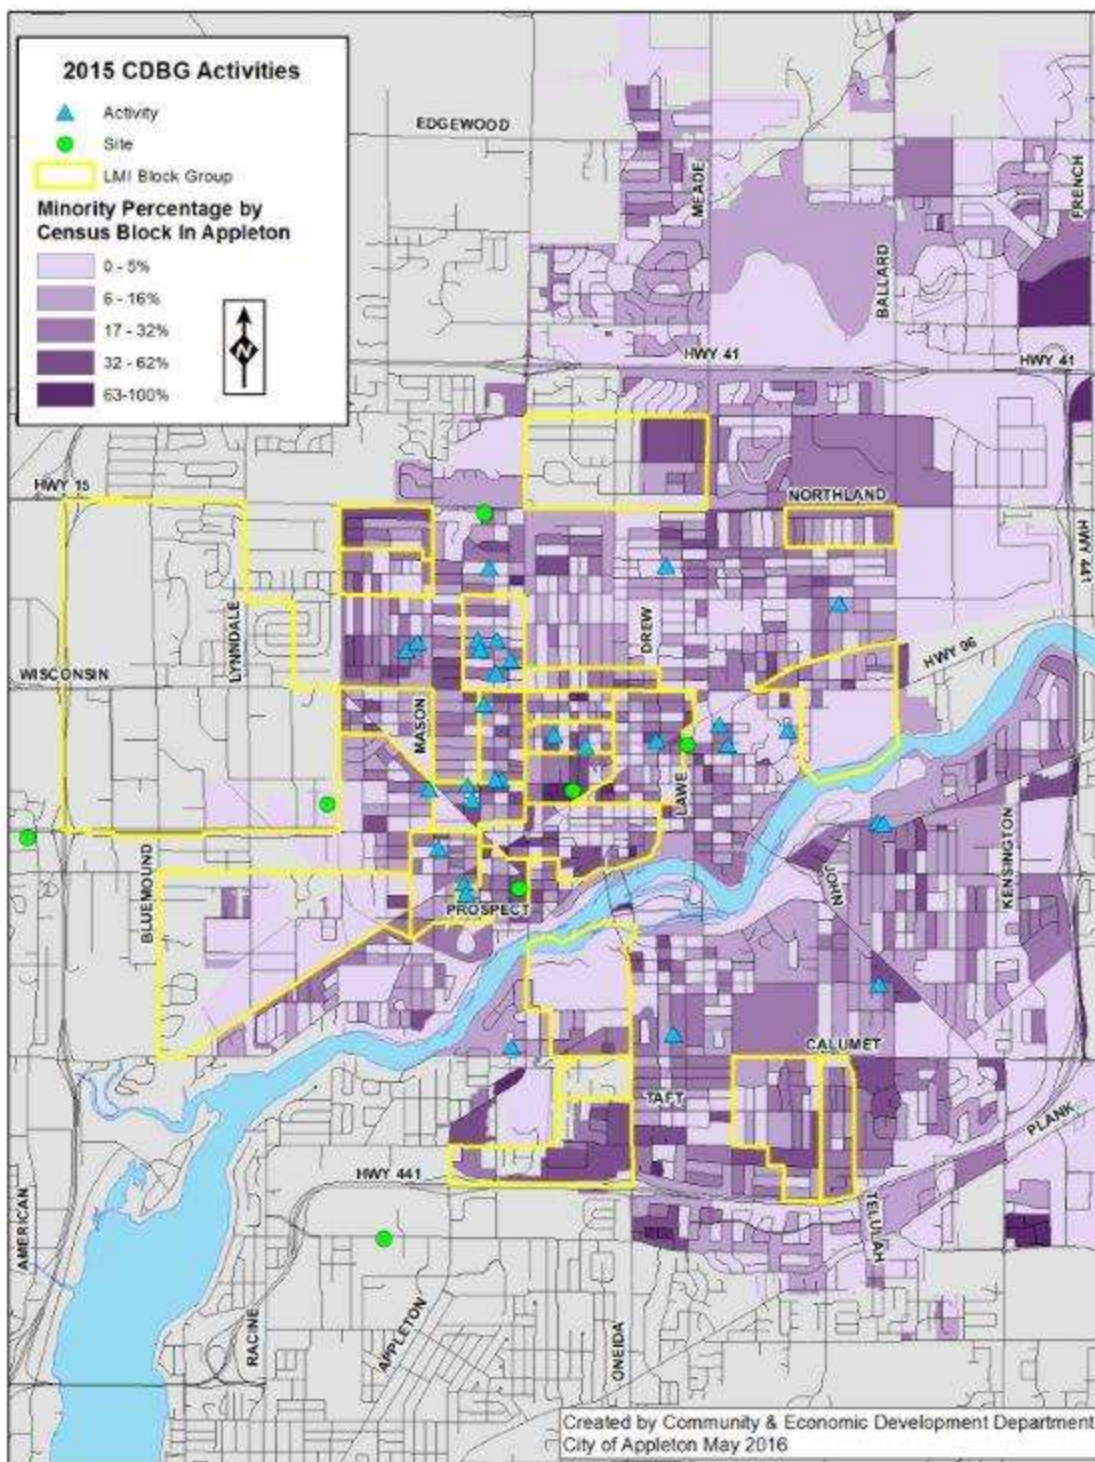 2015 CDBG Activities
Activity
Site
LMI Block Group
Minority Percentage by
Census Block In Appleton
0 - 5%
6 - 16%
17 - 32%
32 - 62%
63-100%
N
EDGEWOOD
MEADE
FRENCH
BALLARD
HWY 41
HWY 41
HWY 15
NORTHLAND
HWY 441
LYNNDALE
DREW
WISCONSIN
HWY 96
MASON
LAWE
BLUEMOUND
JOHN
KENSINGTON
PROSPECT
CALUMET
TAFT
PLANK
HWY 441
AMERICAN
TELULAH
RACINE
APPLETON
ONEIDA
Created by Community & Economic Development Department
City of Appleton May 2016